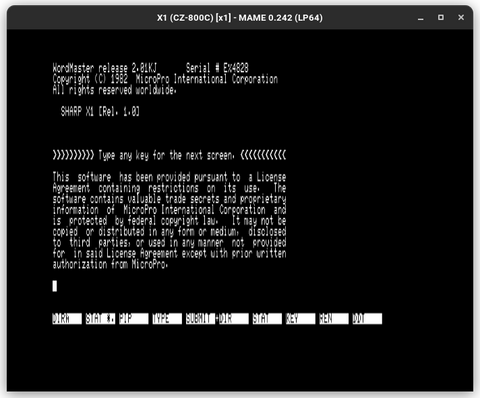 X1 (CZ-800C) [x1] - MAME 0.242 (LP64)
WordMaster release 2.01KJ Serial # EX4820
Copyright (C) 1982 MicroPro International Corporation
All rights reserved worldwide.
SHARP X1 [Rel. 1.0]
>>>>>>>>>> Type any key for the next screen. <<<<<<<<<<<
This software has been provided pursuant to a License
Agreement containing restrictions on its use. The
software contains valuable trade secrets and proprietary
information of MicroPro International Corporation and
is protected by federal copyright law. It may not be
copied or distributed in any form or medium, disclosed
to third parties, or used in any manner not provided
for in said License Agreement except with prior written
authorization from MicroPro.
STAT *. PIP TYPE SUBMIT DIR STAT KEY REN DDT